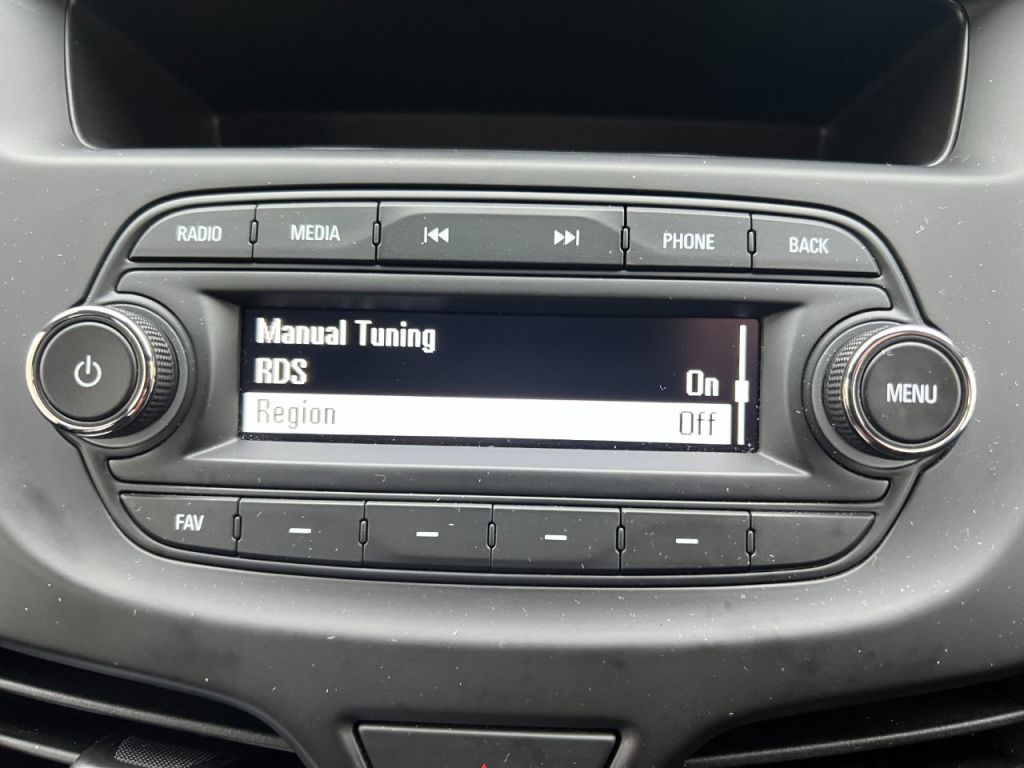 RADIO MEDIA PHONE BACK
Manual Tuning
RDS On
Region Off
MENU
FAV